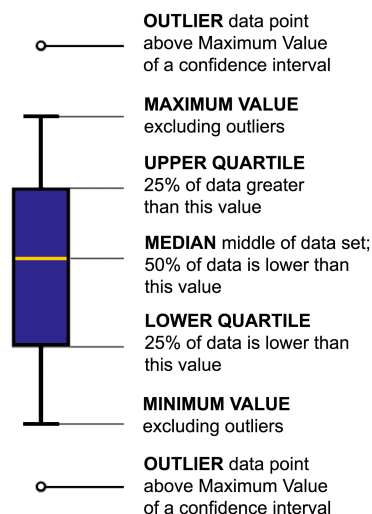 OUTLIER data point
above Maximum Value
of a confidence interval
MAXIMUM VALUE
excluding outliers
UPPER QUARTILE
25% of data greater
than this value
MEDIAN middle of data set;
50% of data is lower than
this value
LOWER QUARTILE
25% of data is lower than
this value
MINIMUM VALUE
excluding outliers
OUTLIER data point
above Maximum Value
of a confidence interval